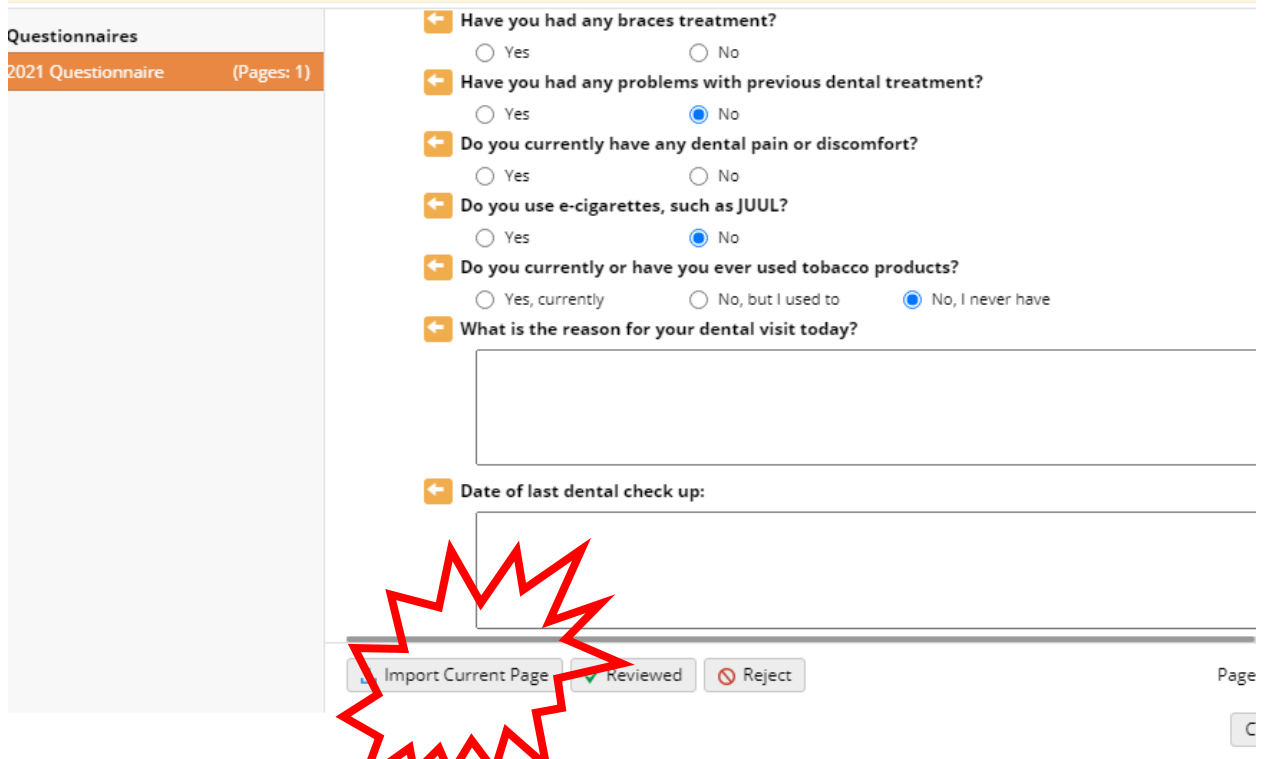 Questionnaires
2021 Questionnaire (Pages: 1)
Have you had any braces treatment?
Yes No
Have you had any problems with previous dental treatment?
Yes No
Do you currently have any dental pain or discomfort?
Yes No
Do you use e-cigarettes, such as JUUL?
Yes No
Do you currently or have you ever used tobacco products?
Yes, currently No, but I used to No, I never have
What is the reason for your dental visit today?
Date of last dental check up:
Import Current Page Reviewed Reject Page
C